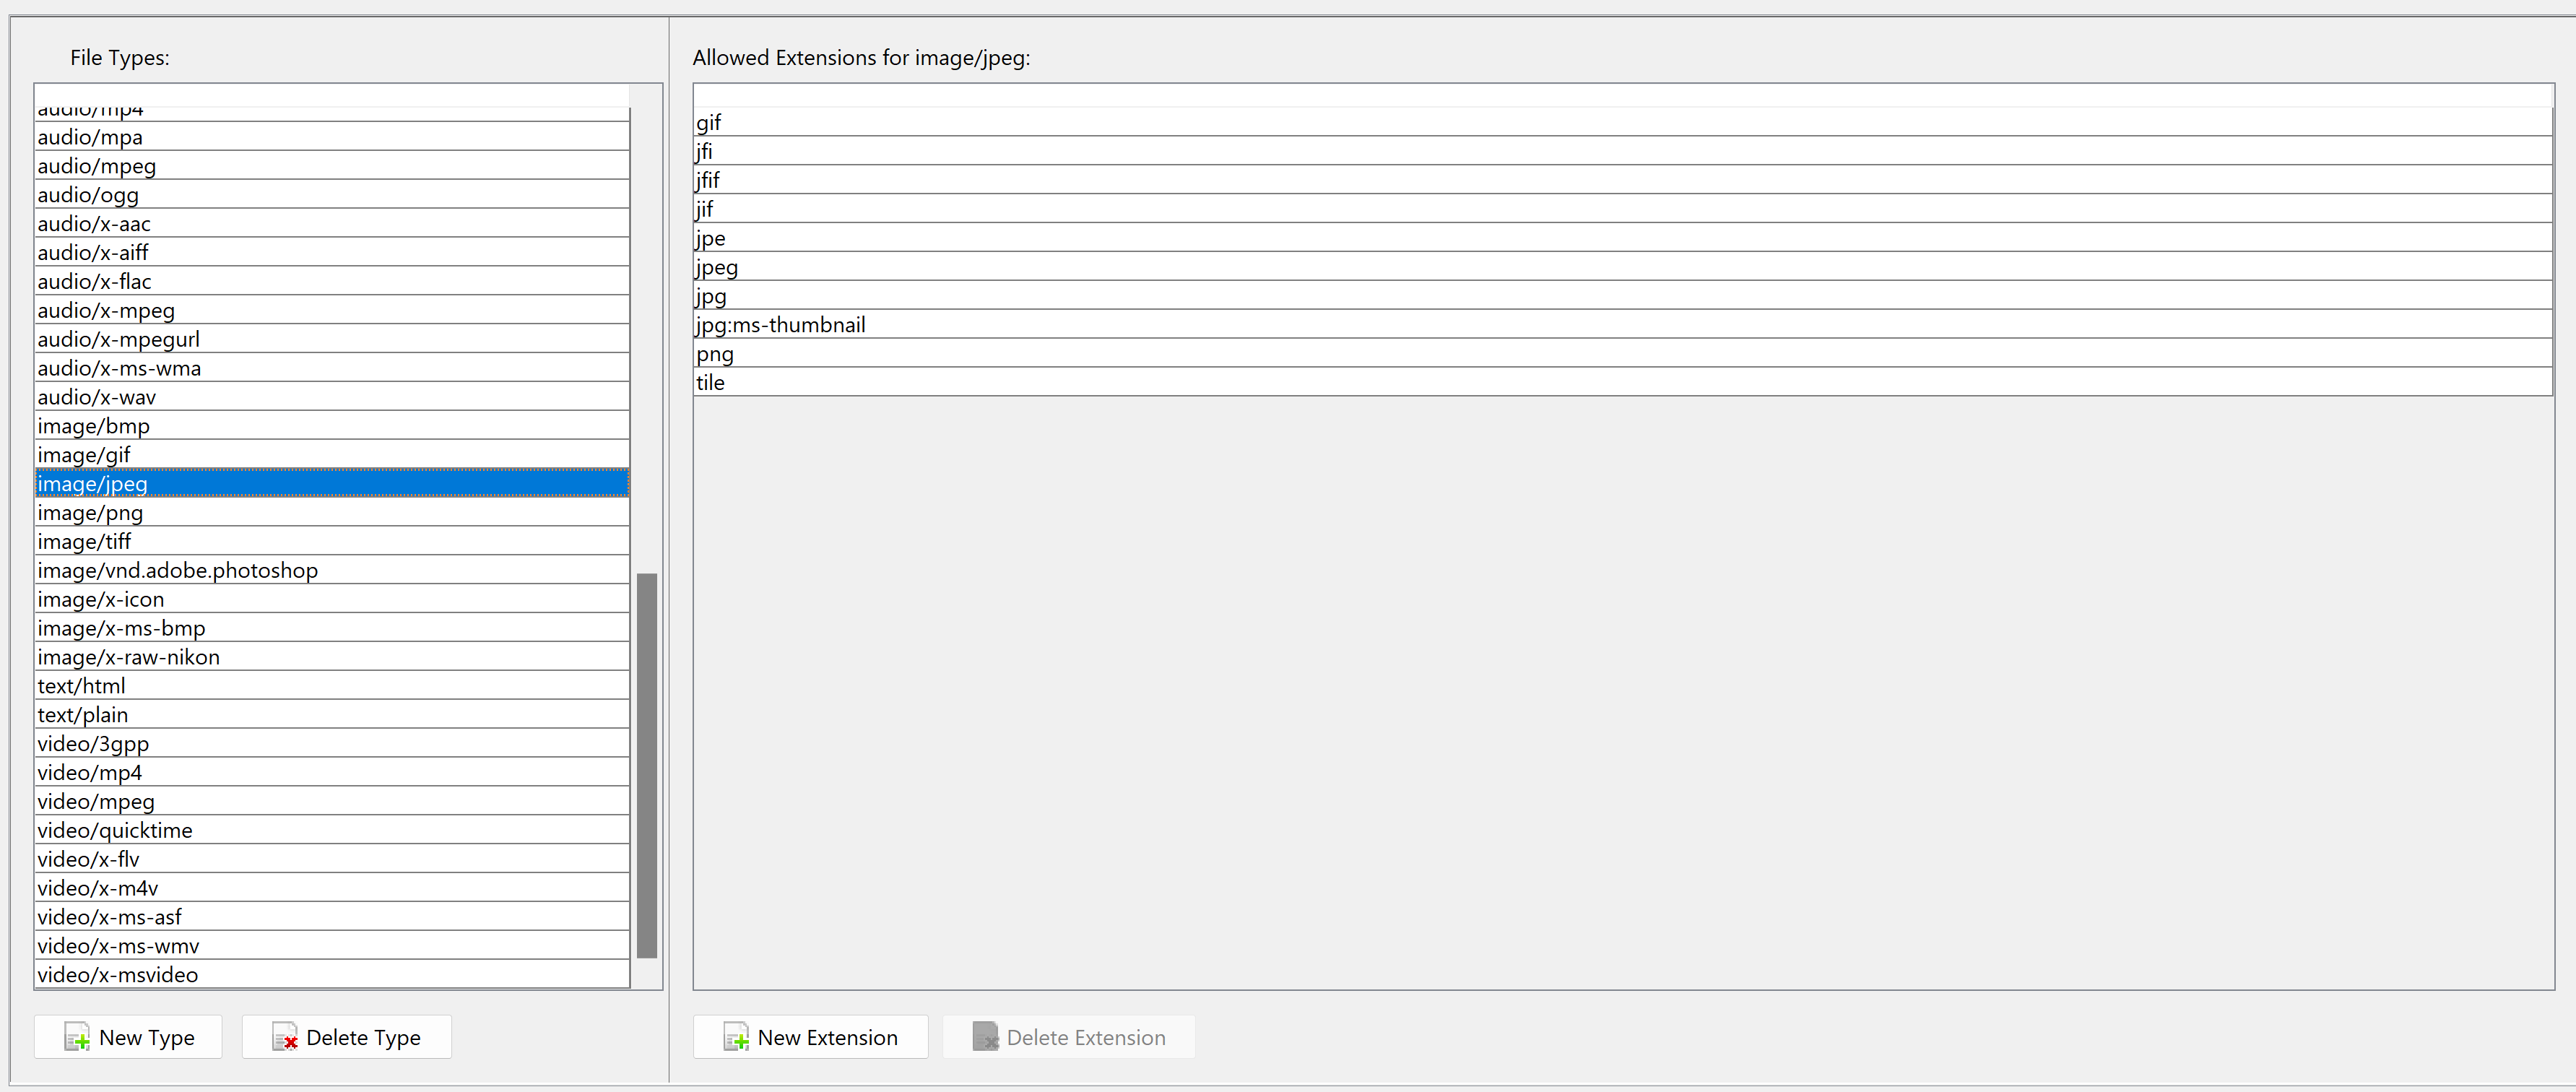 File Types:
audio/mp4
audio/mpa
audio/mpeg
audio/ogg
audio/x-aac
audio/x-aiff
audio/x-flac
audio/x-mpeg
audio/x-mpegurl
audio/x-ms-wma
audio/x-wav
image/bmp
image/gif
image/jpeg
image/png
image/tiff
image/vnd.adobe.photoshop
image/x-icon
image/x-ms-bmp
image/x-raw-nikon
text/html
text/plain
video/3gpp
video/mp4
video/mpeg
video/quicktime
video/x-flv
video/x-m4v
video/x-ms-asf
video/x-ms-wmv
video/x-msvideo
New Type
Delete Type
Allowed Extensions for image/jpeg:
gif
jfi
jfif
jif
jpe
jpeg
jpg
jpg:ms-thumbnail
png
tile
New Extension
Delete Extension